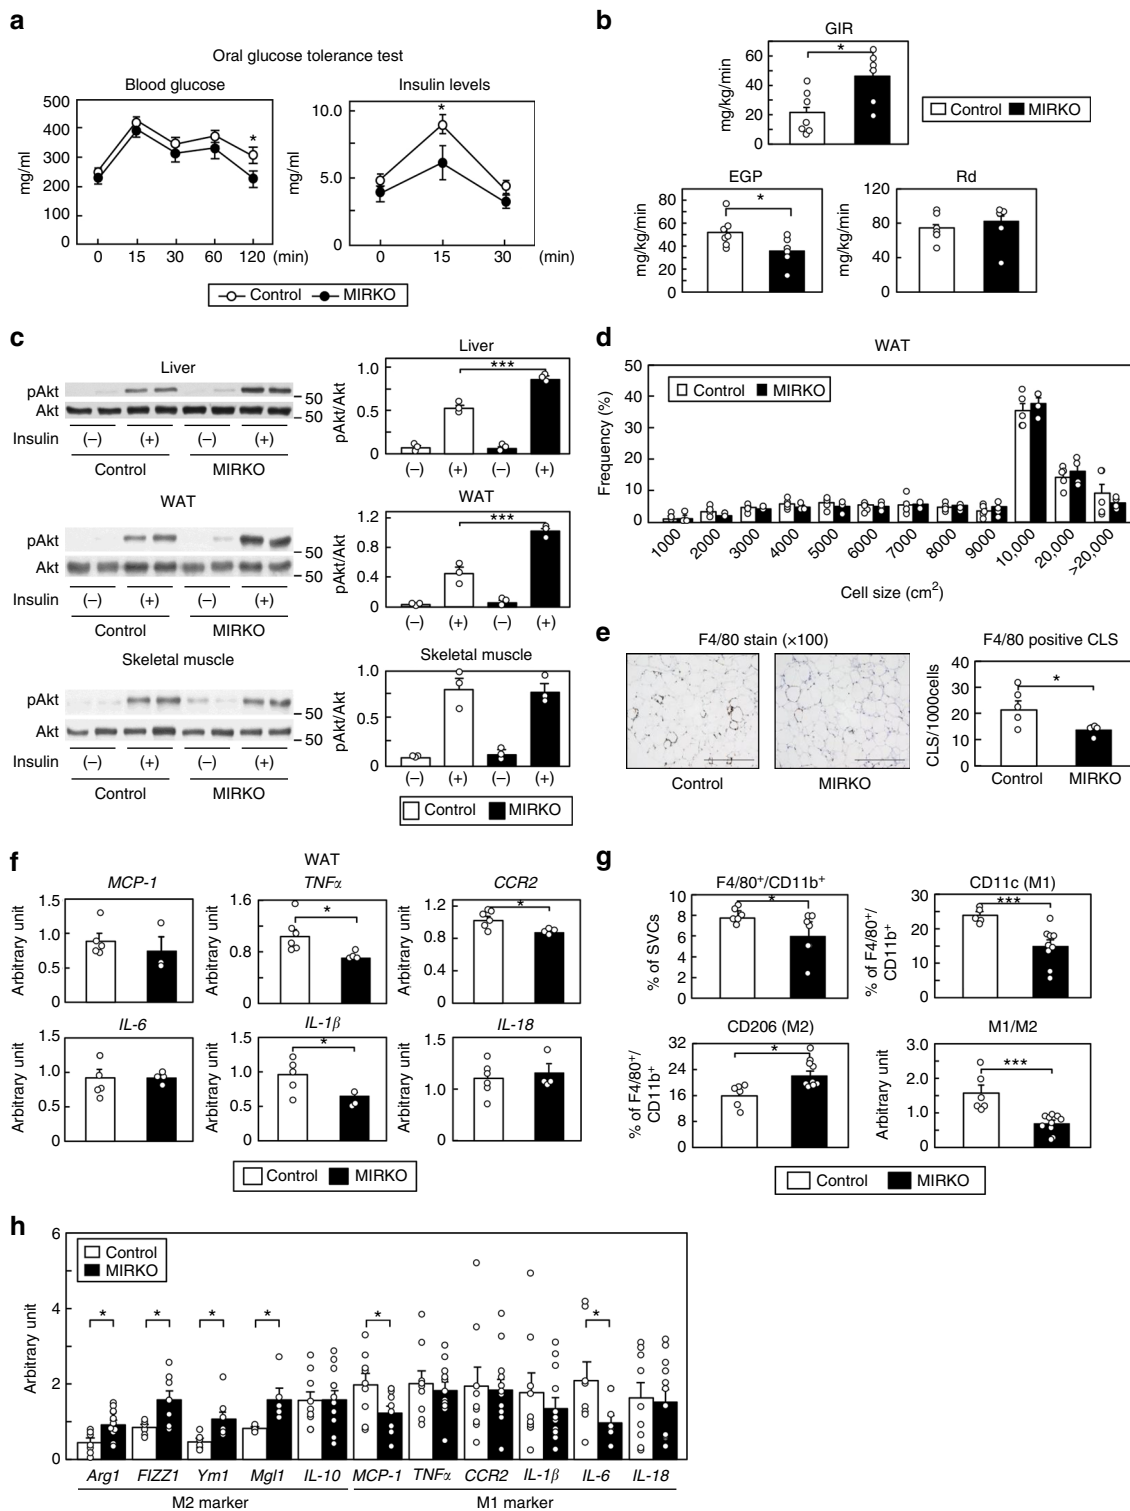 a
Oral glucose tolerance test
Blood glucose
Insulin levels
500
400
300
200
100
0
mg/ml
0 15 30 60 120 (min)
10.0
5.0
0
mg/ml
*
*
0 15 30 (min)
Control MIRKO
b
GIR
80
60
40
20
0
mg/kg/min
*
Control MIRKO
EGP
80
60
40
20
0
mg/kg/min
*
Rd
120
80
40
0
mg/kg/min
c
Liver
pAkt
Akt
50
50
Insulin (–) (+) (–) (+)
Control MIRKO
Liver
1.0
0.5
0
pAkt/Akt
***
(–) (+) (–) (+)
WAT
pAkt
Akt
50
50
Insulin (–) (+) (–) (+)
Control MIRKO
WAT
1.2
0.8
0.4
0
pAkt/Akt
***
(–) (+) (–) (+)
Skeletal muscle
pAkt
Akt
50
50
Insulin (–) (+) (–) (+)
Control MIRKO
Skeletal muscle
1.0
0.5
0
pAkt/Akt
(–) (+) (–) (+)
Control MIRKO
d
WAT
50
40
30
20
10
0
Frequency (%)
Control MIRKO
1000 2000 3000 4000 5000 6000 7000 8000 9000 10,000 20,000 >20,000
Cell size (cm²)
e
F4/80 stain (×100)
Control MIRKO
F4/80 positive CLS
40
30
20
10
0
CLS/1000cells
*
Control MIRKO
f
WAT
MCP-1
1.5
1.0
0.5
0
Arbitrary unit
TNFα
1.5
1.0
0.5
0
Arbitrary unit
*
CCR2
1.2
0.8
0.4
0
Arbitrary unit
*
IL-6
1.5
1.0
0.5
0
Arbitrary unit
IL-1β
1.5
1.0
0.5
0
Arbitrary unit
*
IL-18
1.5
1.0
0
Arbitrary unit
Control MIRKO
g
F4/80⁺/CD11b⁺
10
8
6
4
2
0
% of SVCs
*
CD11c (M1)
30
20
10
0
% of F4/80⁺/
CD11b⁺
***
CD206 (M2)
32
24
16
8
0
% of F4/80⁺/
CD11b⁺
*
M1/M2
3.0
2.0
1.0
0
Arbitrary unit
***
Control MIRKO
h
6
4
2
0
Arbitrary unit
Control
MIRKO
* * * * * *
Arg1 FIZZ1 Ym1 Mgl1 IL-10 MCP-1 TNFα CCR2 IL-1β IL-6 IL-18
M2 marker M1 marker